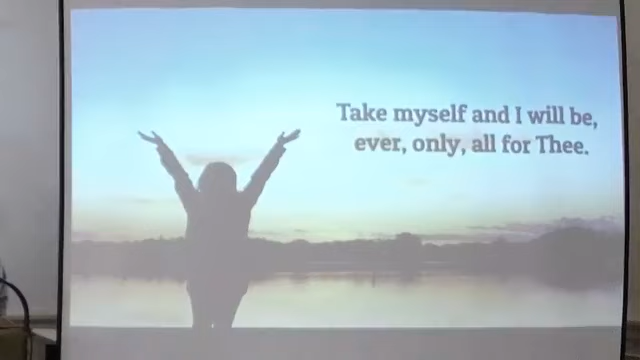 Take myself and I will be,
ever, only, all for Thee.